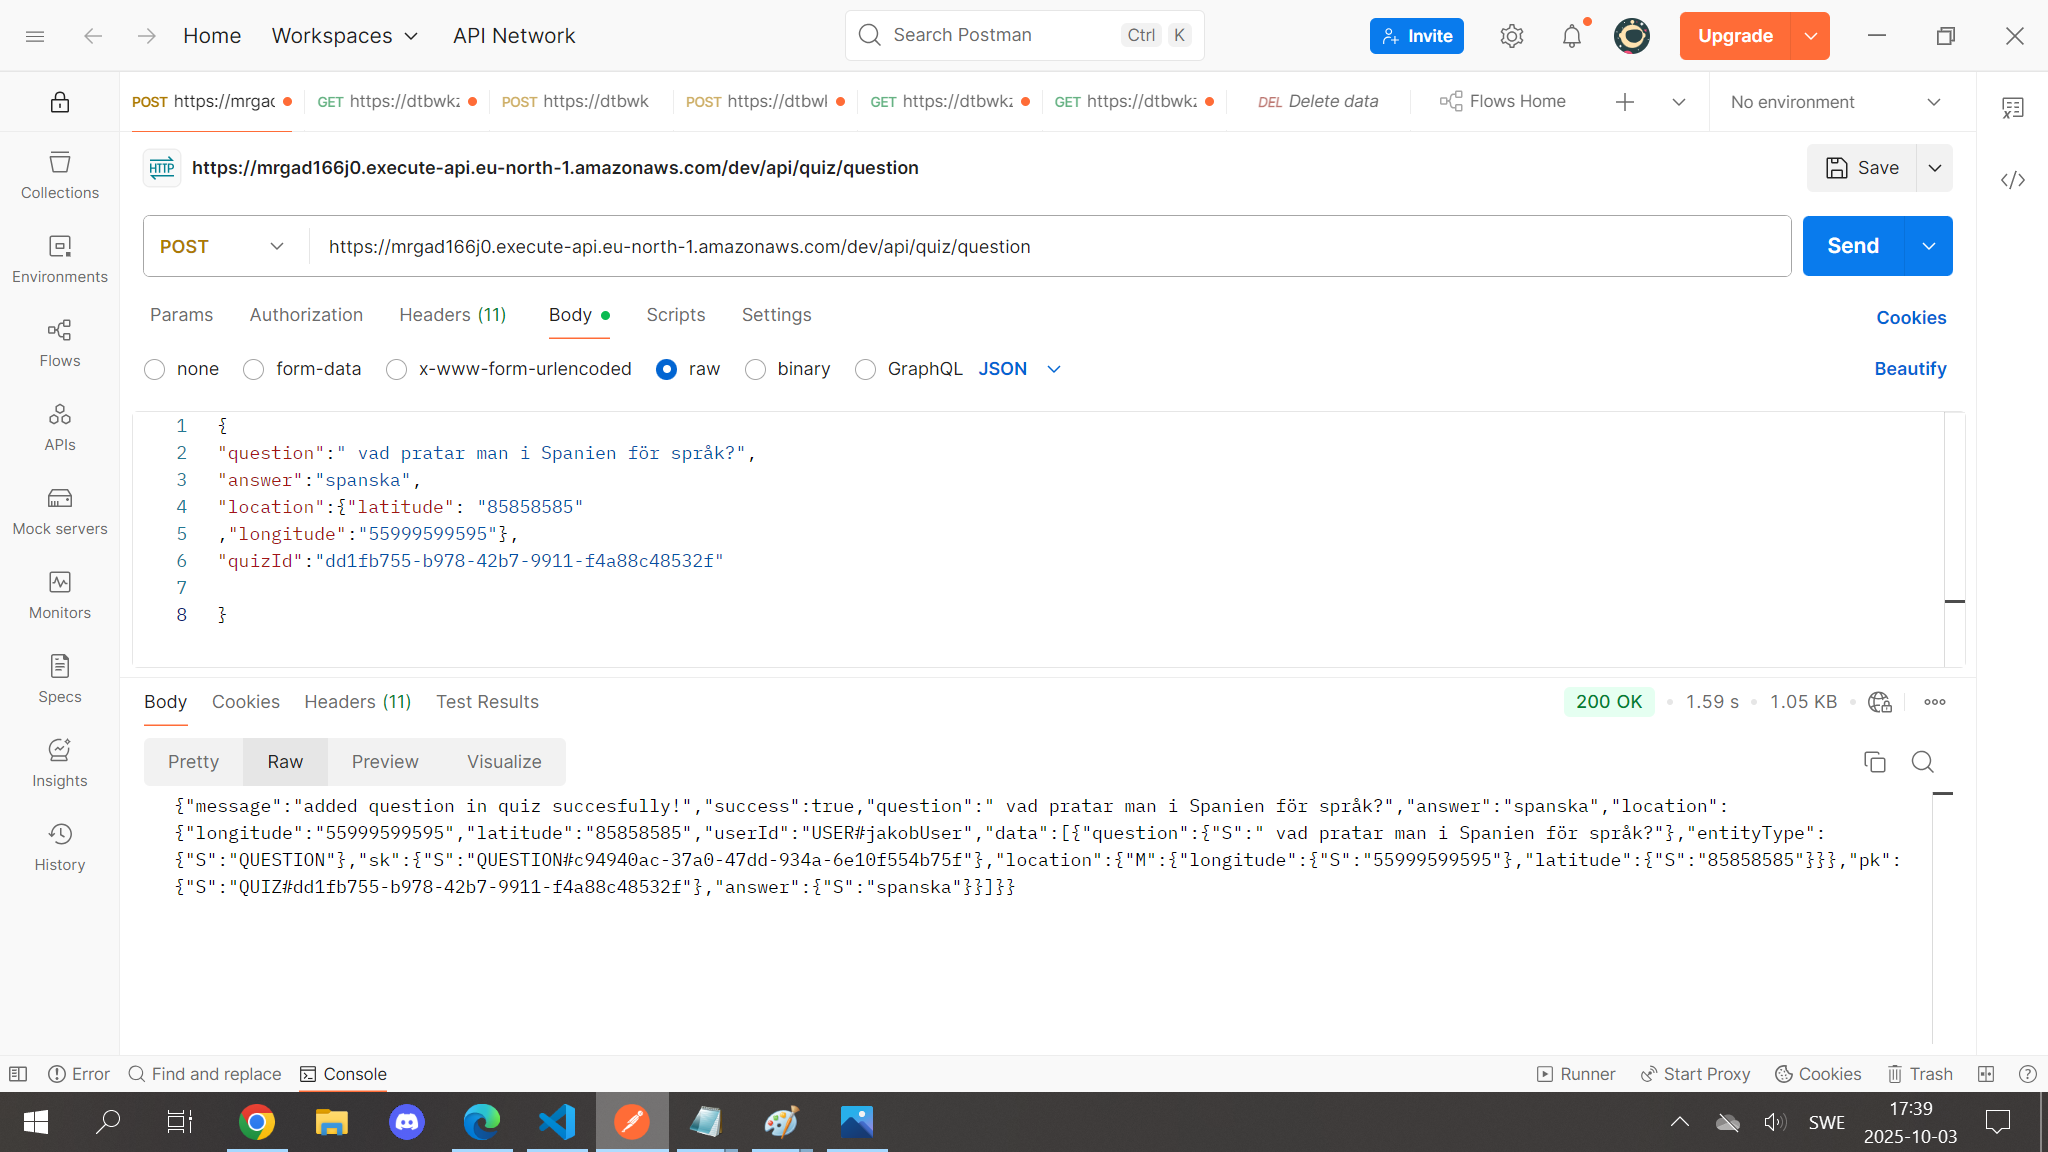 Home Workspaces API Network Search Postman Ctrl K Invite Upgrade
POST https://mrgac GET https://dtbwkz POST https://dtbwk POST https://dtbwl GET https://dtbwkz GET https://dtbwkz DEL Delete data Flows Home No environment
HTTP https://mrgad166j0.execute-api.eu-north-1.amazonaws.com/dev/api/quiz/question Save
POST https://mrgad166j0.execute-api.eu-north-1.amazonaws.com/dev/api/quiz/question Send
Params Authorization Headers (11) Body Scripts Settings Cookies
none form-data x-www-form-urlencoded raw binary GraphQL JSON Beautify
1 {
2 "question":" vad pratar man i Spanien för språk?",
3 "answer":"spanska",
4 "location":{"latitude": "85858585"
5 ,"longitude":"55999599595"},
6 "quizId":"dd1fb755-b978-42b7-9911-f4a88c48532f"
7
8 }
Collections
Environments
Flows
APIs
Mock servers
Monitors
Specs
Insights
History
Body Cookies Headers (11) Test Results 200 OK 1.59 s 1.05 KB
Pretty Raw Preview Visualize
{"message":"added question in quiz succesfully!","success":true,"question":" vad pratar man i Spanien för språk?","answer":"spanska","location":
{"longitude":"55999599595","latitude":"85858585","userId":"USER#jakobUser","data":[{"question":{"S":" vad pratar man i Spanien för språk?"},"entityType":
{"S":"QUESTION"},"sk":{"S":"QUESTION#c94940ac-37a0-47dd-934a-6e10f554b75f"},"location":{"M":{"longitude":{"S":"55999599595"},"latitude":{"S":"85858585"}}},"pk":
{"S":"QUIZ#dd1fb755-b978-42b7-9911-f4a88c48532f"},"answer":{"S":"spanska"}}]}}
Error Find and replace Console Runner Start Proxy Cookies Trash
SWE
17:39
2025-10-03